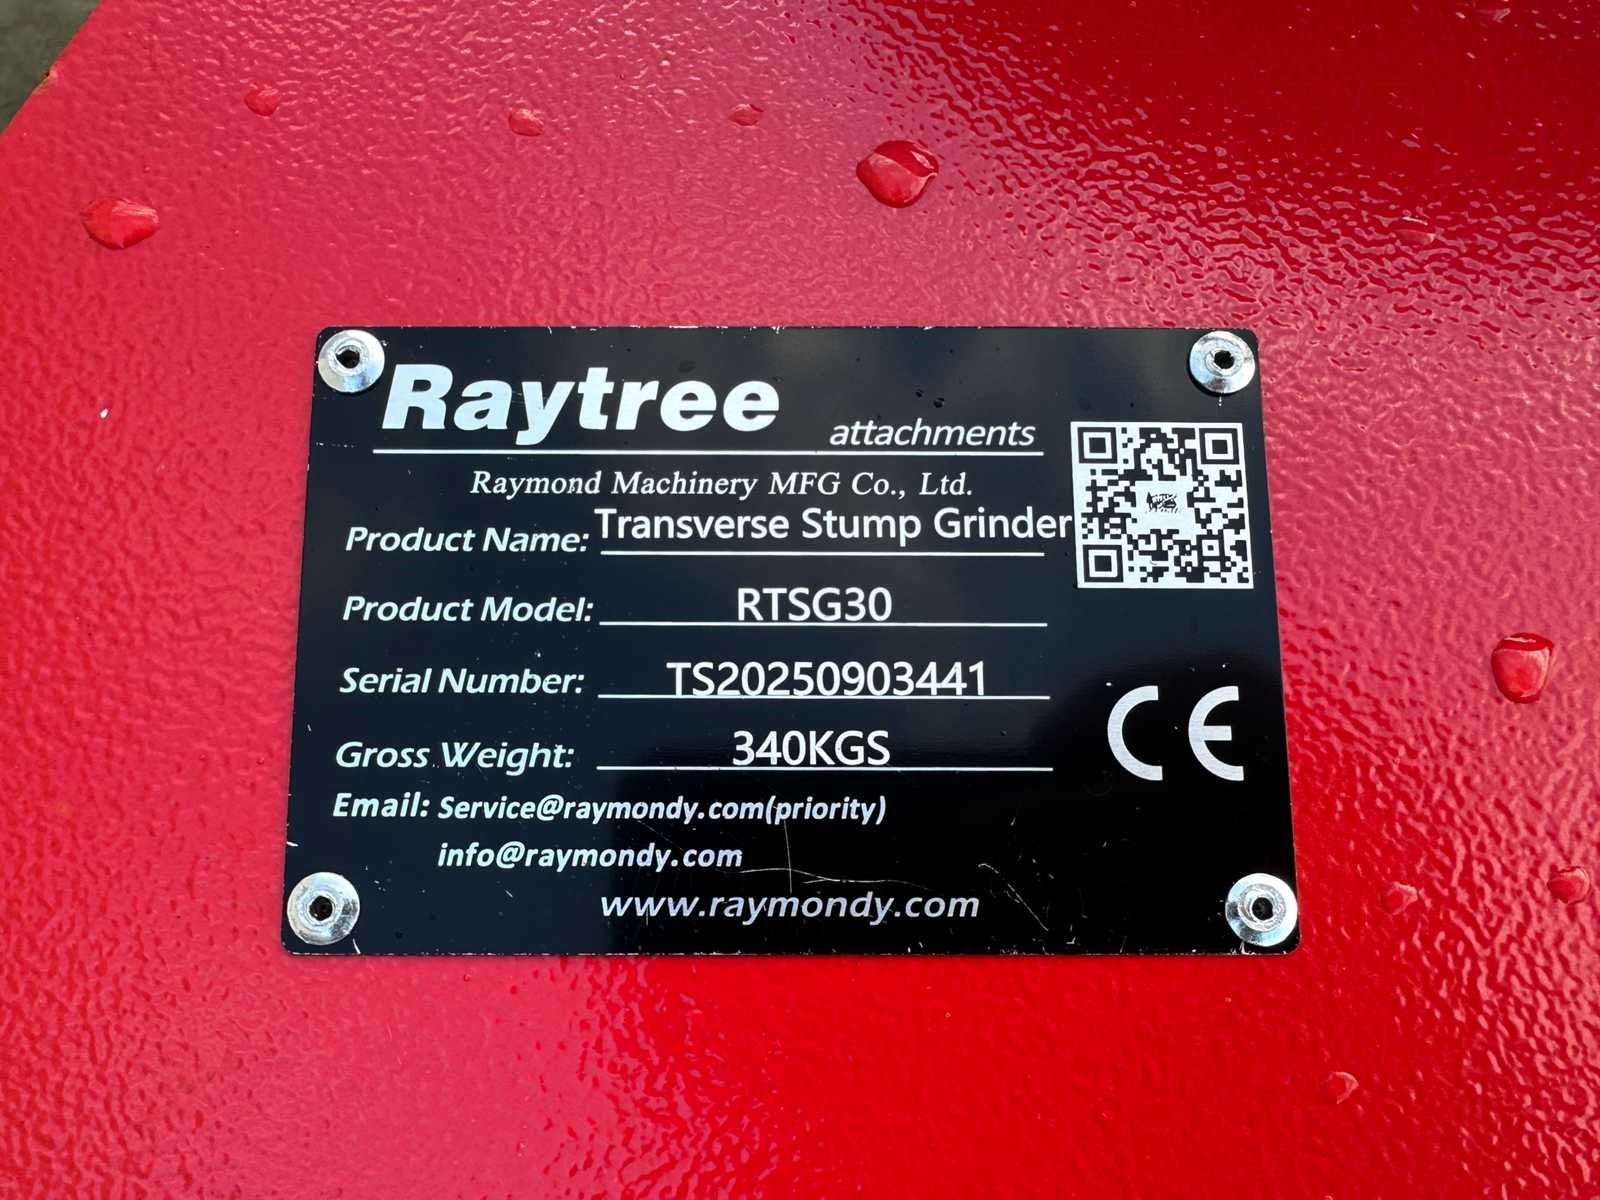 Raytree
attachments
Raymond Machinery MFG Co., Ltd.
Product Name: Transverse Stump Grinder
Product Model: RTSG30
Serial Number: TS20250903441
Gross Weight: 340KGS
Email: Service@raymondy.com(priority)
info@raymondy.com
www.raymondy.com
CE